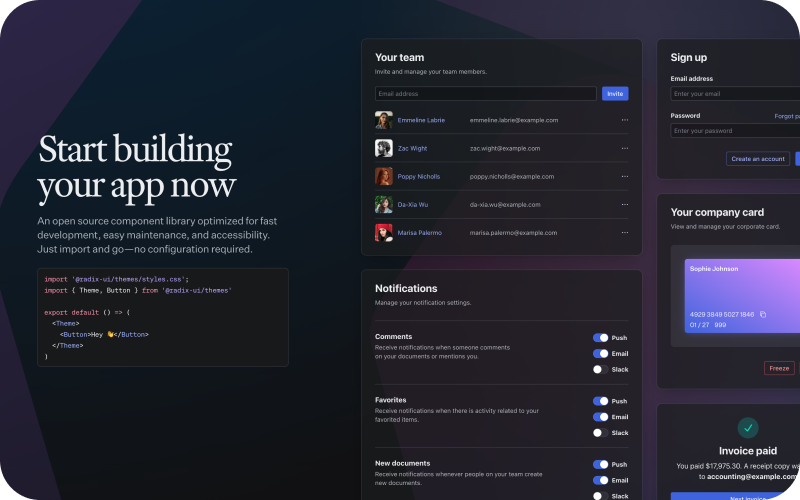 Start building
your app now
An open source component library optimized for fast
development, easy maintenance, and accessibility.
Just import and go—no configuration required.
import '@radix-ui/themes/styles.css';
import { Theme, Button } from '@radix-ui/themes'
export default () => (
<Theme>
<Button>Hey 👋</Button>
</Theme>
)
Your team
Invite and manage your team members.
Email address
Invite
Emmeline Labrie emmeline.labrie@example.com
Zac Wight zac.wight@example.com
Poppy Nicholls poppy.nicholls@example.com
Da-Xia Wu da-xia.wu@example.com
Marisa Palermo marisa.palermo@example.com
Notifications
Manage your notification settings.
Comments
Receive notifications when someone comments
on your documents or mentions you.
Push
Email
Slack
Favorites
Receive notifications when there is activity related to your
favorited items.
Push
Email
Slack
New documents
Receive notifications whenever people on your team create
new documents.
Push
Email
Slack
Sign up
Email address
Enter your email
Password Forgot
Enter your password
Create an account
Your company card
View and manage your corporate card.
Sophie Johnson
4929 3849 5027 1846
01 / 27 999
Freeze
Invoice paid
You paid $17,975.30. A receipt copy
to accounting@example.com
Next invoice